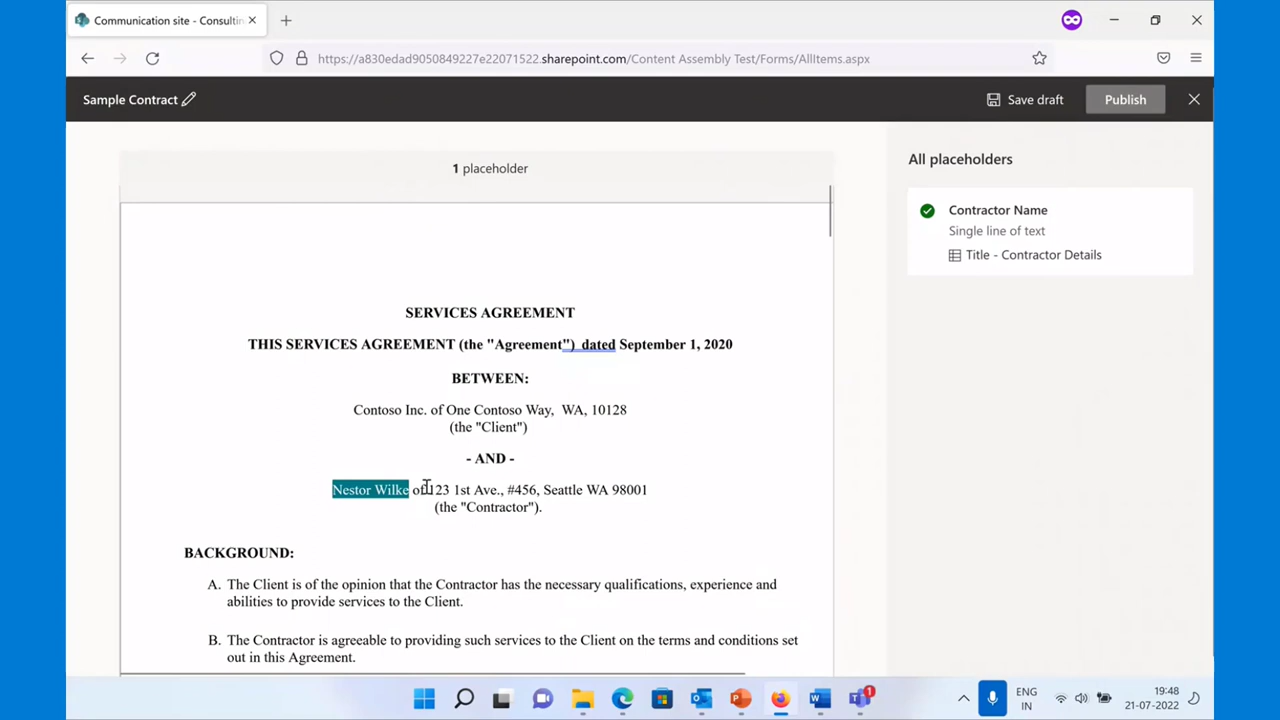 Communication site - Consultin
https://a830edad9050849227e22071522.sharepoint.com/Content Assembly Test/Forms/AllItems.aspx
Sample Contract
Save draft
Publish
1 placeholder
All placeholders
Contractor Name
Single line of text
Title - Contractor Details
SERVICES AGREEMENT
THIS SERVICES AGREEMENT (the "Agreement") dated September 1, 2020
BETWEEN:
Contoso Inc. of One Contoso Way, WA, 10128
(the "Client")
- AND -
Nestor Wilke of 123 1st Ave., #456, Seattle WA 98001
(the "Contractor").
BACKGROUND:
A. The Client is of the opinion that the Contractor has the necessary qualifications, experience and
abilities to provide services to the Client.
B. The Contractor is agreeable to providing such services to the Client on the terms and conditions set
out in this Agreement.
1
ENG
IN
19:48
21-07-2022